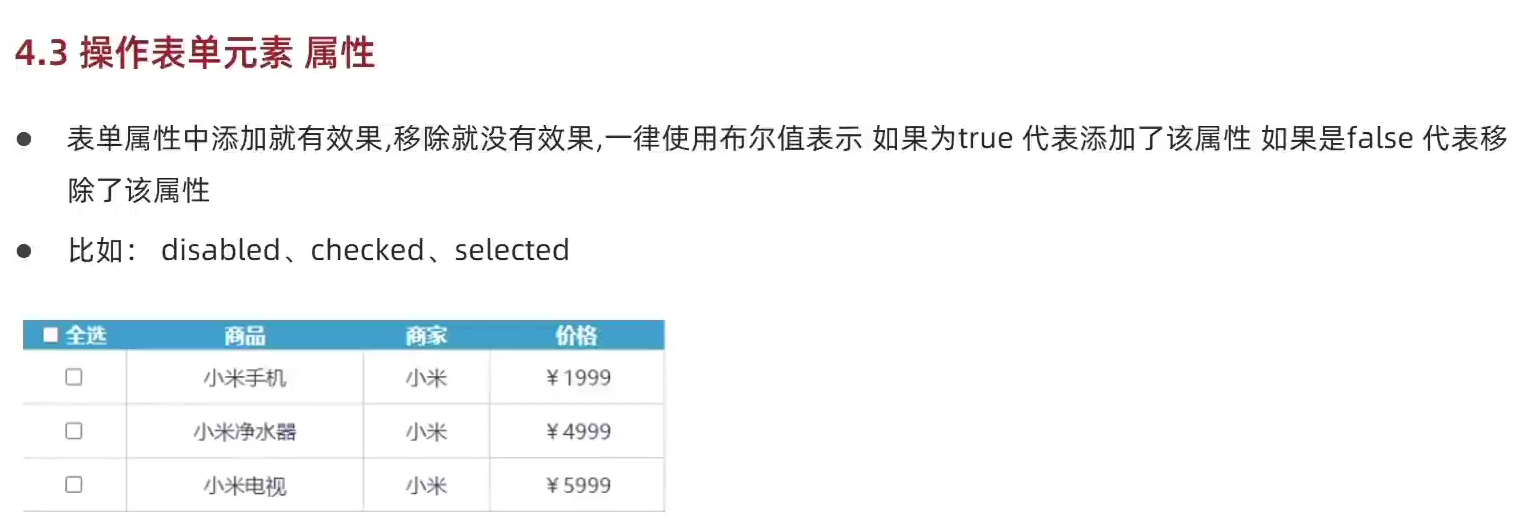 4.3 操作表单元素 属性
表单属性中添加就有效果,移除就没有效果,一律使用布尔值表示 如果为true 代表添加了该属性 如果是false 代表移
除了该属性
比如： disabled、checked、selected
全选 商品 商家 价格
小米手机 小米 ￥1999
小米净水器 小米 ￥4999
小米电视 小米 ￥5999